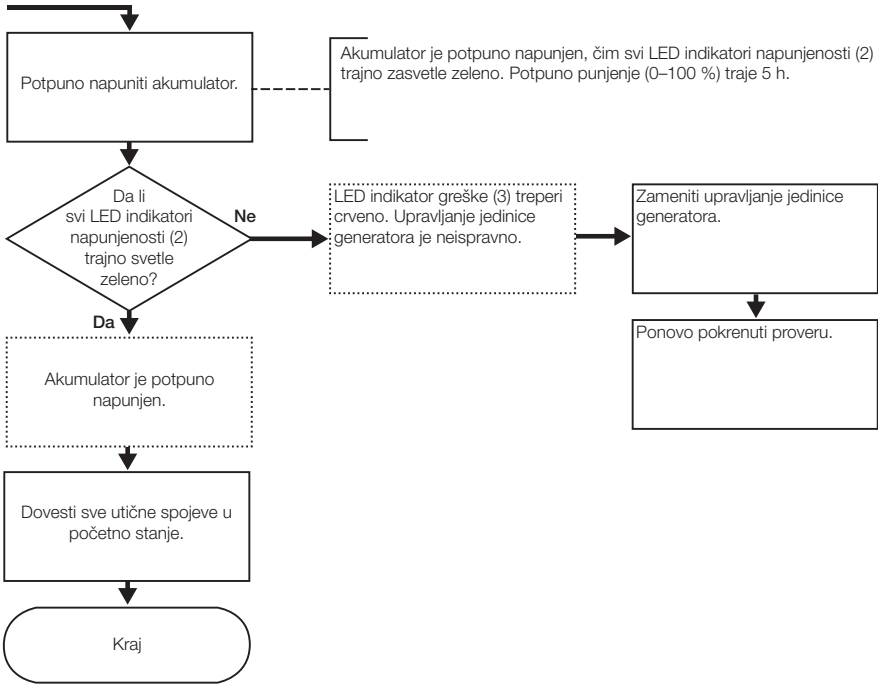 Potpuno napuniti akumulator.
Akumulator je potpuno napunjen, čim svi LED indikatori napunjenosti (2)
trajno zasvetle zeleno. Potpuno punjenje (0–100 %) traje 5 h.
Da li
svi LED indikatori
napunjenosti (2)
trajno svetle
zeleno?
Ne
LED indikator greške (3) treperi
crveno. Upravljanje jedinice
generatora je neispravno.
Zameniti upravljanje jedinice
generatora.
Ponovo pokrenuti proveru.
Da
Akumulator je potpuno
napunjen.
Dovesti sve utične spojeve u
početno stanje.
Kraj